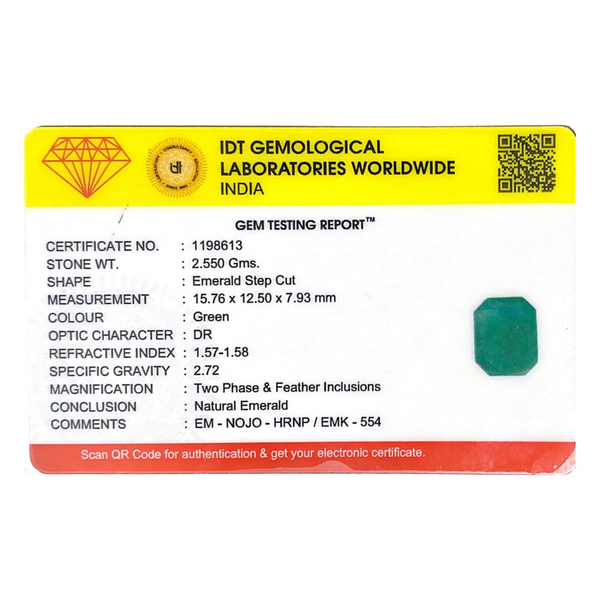 IDT GEMOLOGICAL
LABORATORIES WORLDWIDE
INDIA
GEM TESTING REPORT™
CERTIFICATE NO. : 1198613
STONE WT. : 2.550 Gms.
SHAPE : Emerald Step Cut
MEASUREMENT : 15.76 x 12.50 x 7.93 mm
COLOUR : Green
OPTIC CHARACTER : DR
REFRACTIVE INDEX : 1.57-1.58
SPECIFIC GRAVITY : 2.72
MAGNIFICATION : Two Phase & Feather Inclusions
CONCLUSION : Natural Emerald
COMMENTS : EM - NOJO - HRNP / EMK - 554
Scan QR Code for authentication & get your electronic certificate.